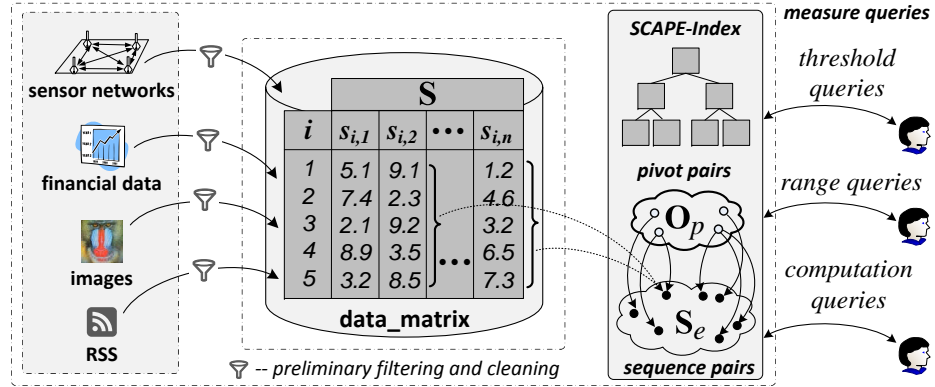 measure queries
SCAPE-Index
threshold
queries
sensor networks
S
i s_{i,1} s_{i,2} ••• s_{i,n}
1 5.1 9.1 1.2
2 7.4 2.3 4.6
3 2.1 9.2 3.2
4 8.9 3.5 ... 6.5
5 3.2 8.5 7.3
financial data
images
RSS
data_matrix
-- preliminary filtering and cleaning
pivot pairs
O_p
S_e
sequence pairs
range queries
computation
queries